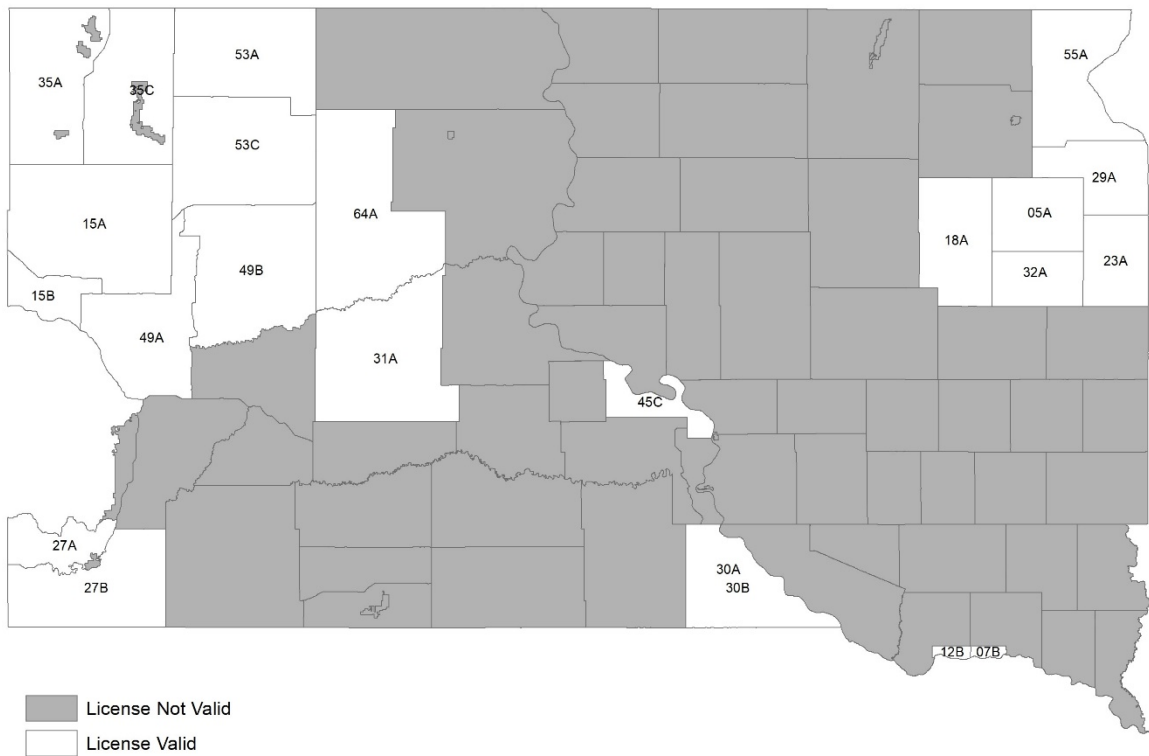 53A
55A
35A
35C
53C
29A
64A
05A
15A
18A
49B
23A
32A
15B
49A
31A
45C
27A
30A
27B
30B
12B
07B
License Not Valid
License Valid